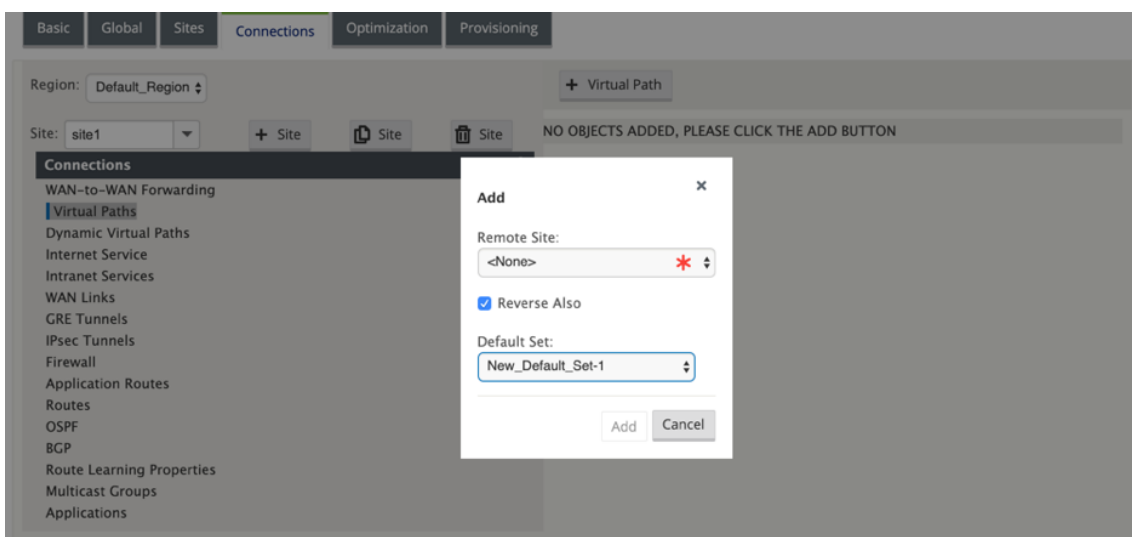 Basic Global Sites Connections Optimization Provisioning
Region: Default_Region
+ Virtual Path
Site: site1 + Site Site Site
NO OBJECTS ADDED, PLEASE CLICK THE ADD BUTTON
Connections
WAN-to-WAN Forwarding
Virtual Paths
Dynamic Virtual Paths
Internet Service
Intranet Services
WAN Links
GRE Tunnels
IPsec Tunnels
Firewall
Application Routes
Routes
OSPF
BGP
Route Learning Properties
Multicast Groups
Applications
Add ×
Remote Site:
<None> *
Reverse Also
Default Set:
New_Default_Set-1
Add Cancel